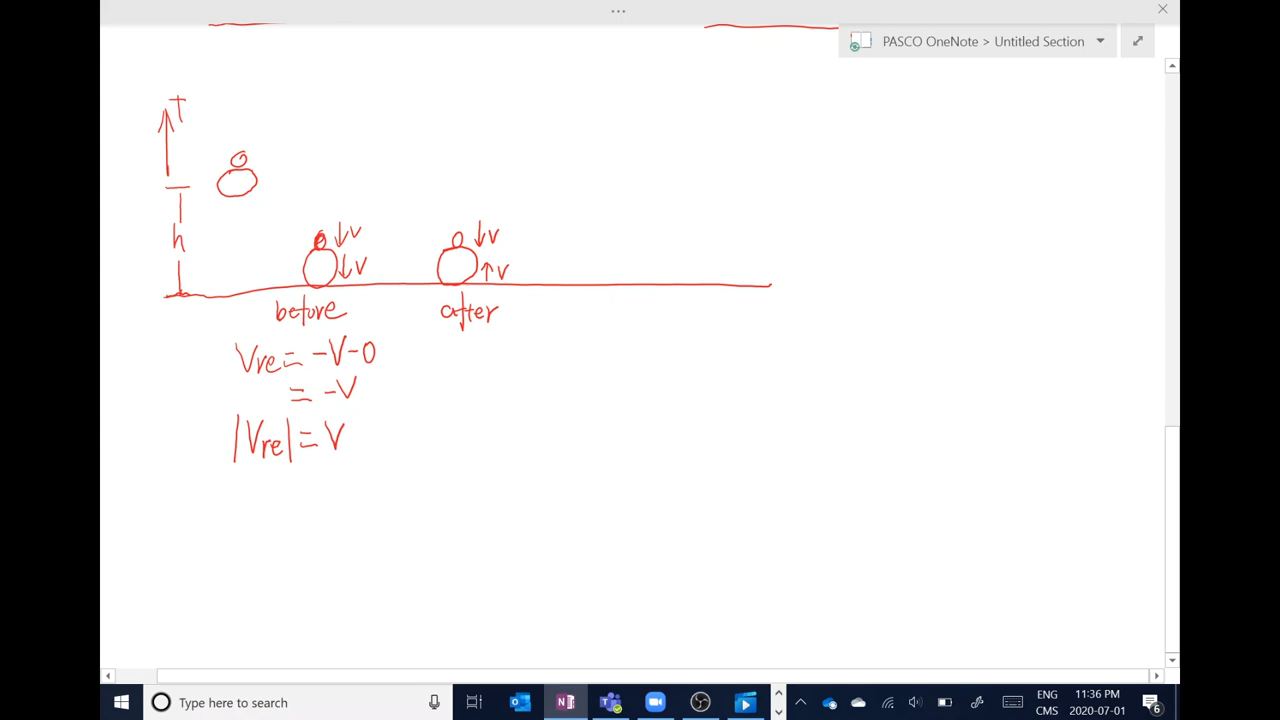 PASCO OneNote > Untitled Section
T
h
↓v
↓v
↓v
↑v
before
after
Vre = -V-0
= -V
|Vre| = V
Type here to search
ENG
CMS
11:36 PM
2020-07-01
6